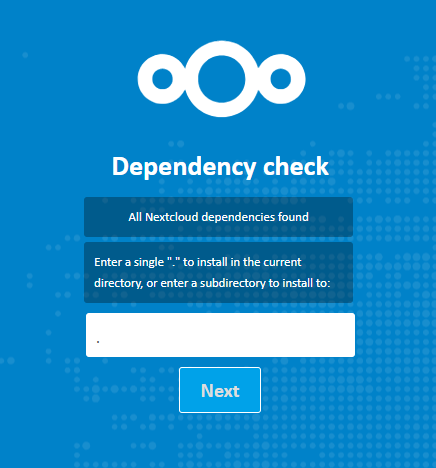 Dependency check
All Nextcloud dependencies found
Enter a single "." to install in the current
directory, or enter a subdirectory to install to:
.
Next